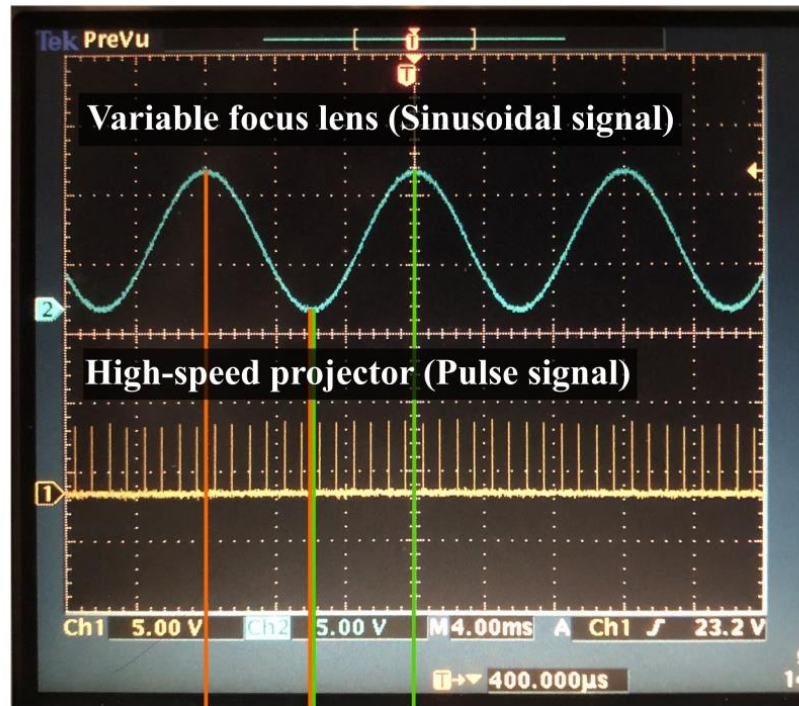 Tek PreVu
T
Variable focus lens (Sinusoidal signal)
2
High-speed projector (Pulse signal)
1
Ch1 5.00 V Ch2 5.00 V M 4.00ms A Ch1 ƒ 23.2 V
T→▼ 400.000µs